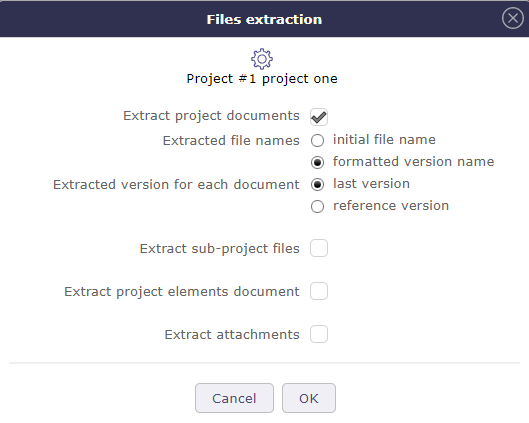 Files extraction
Project #1 project one
Extract project documents
Extracted file names initial file name
formatted version name
Extracted version for each document last version
reference version
Extract sub-project files
Extract project elements document
Extract attachments
Cancel OK